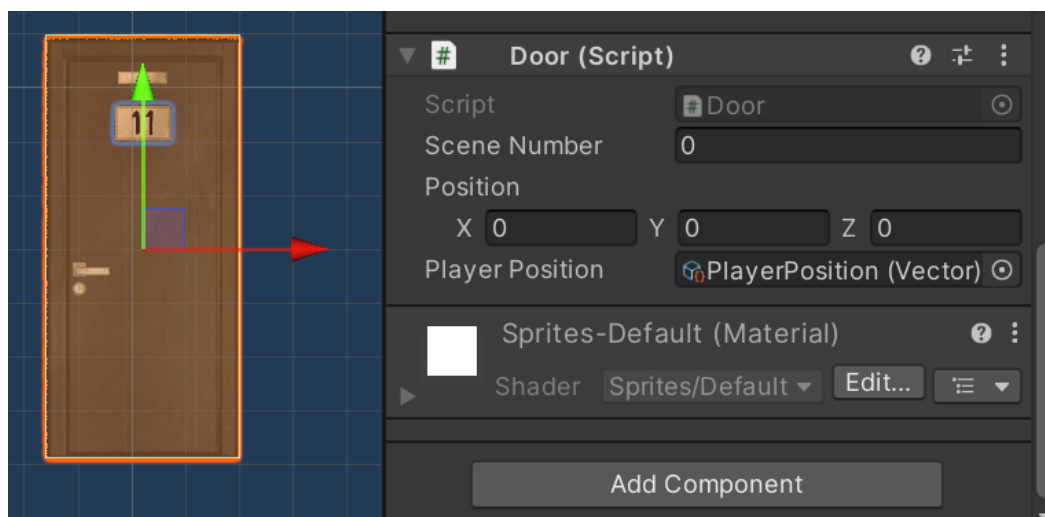 11
Door (Script)
Script # Door
Scene Number 0
Position
X 0 Y 0 Z 0
Player Position PlayerPosition (Vector)
Sprites-Default (Material)
Shader Sprites/Default Edit...
Add Component